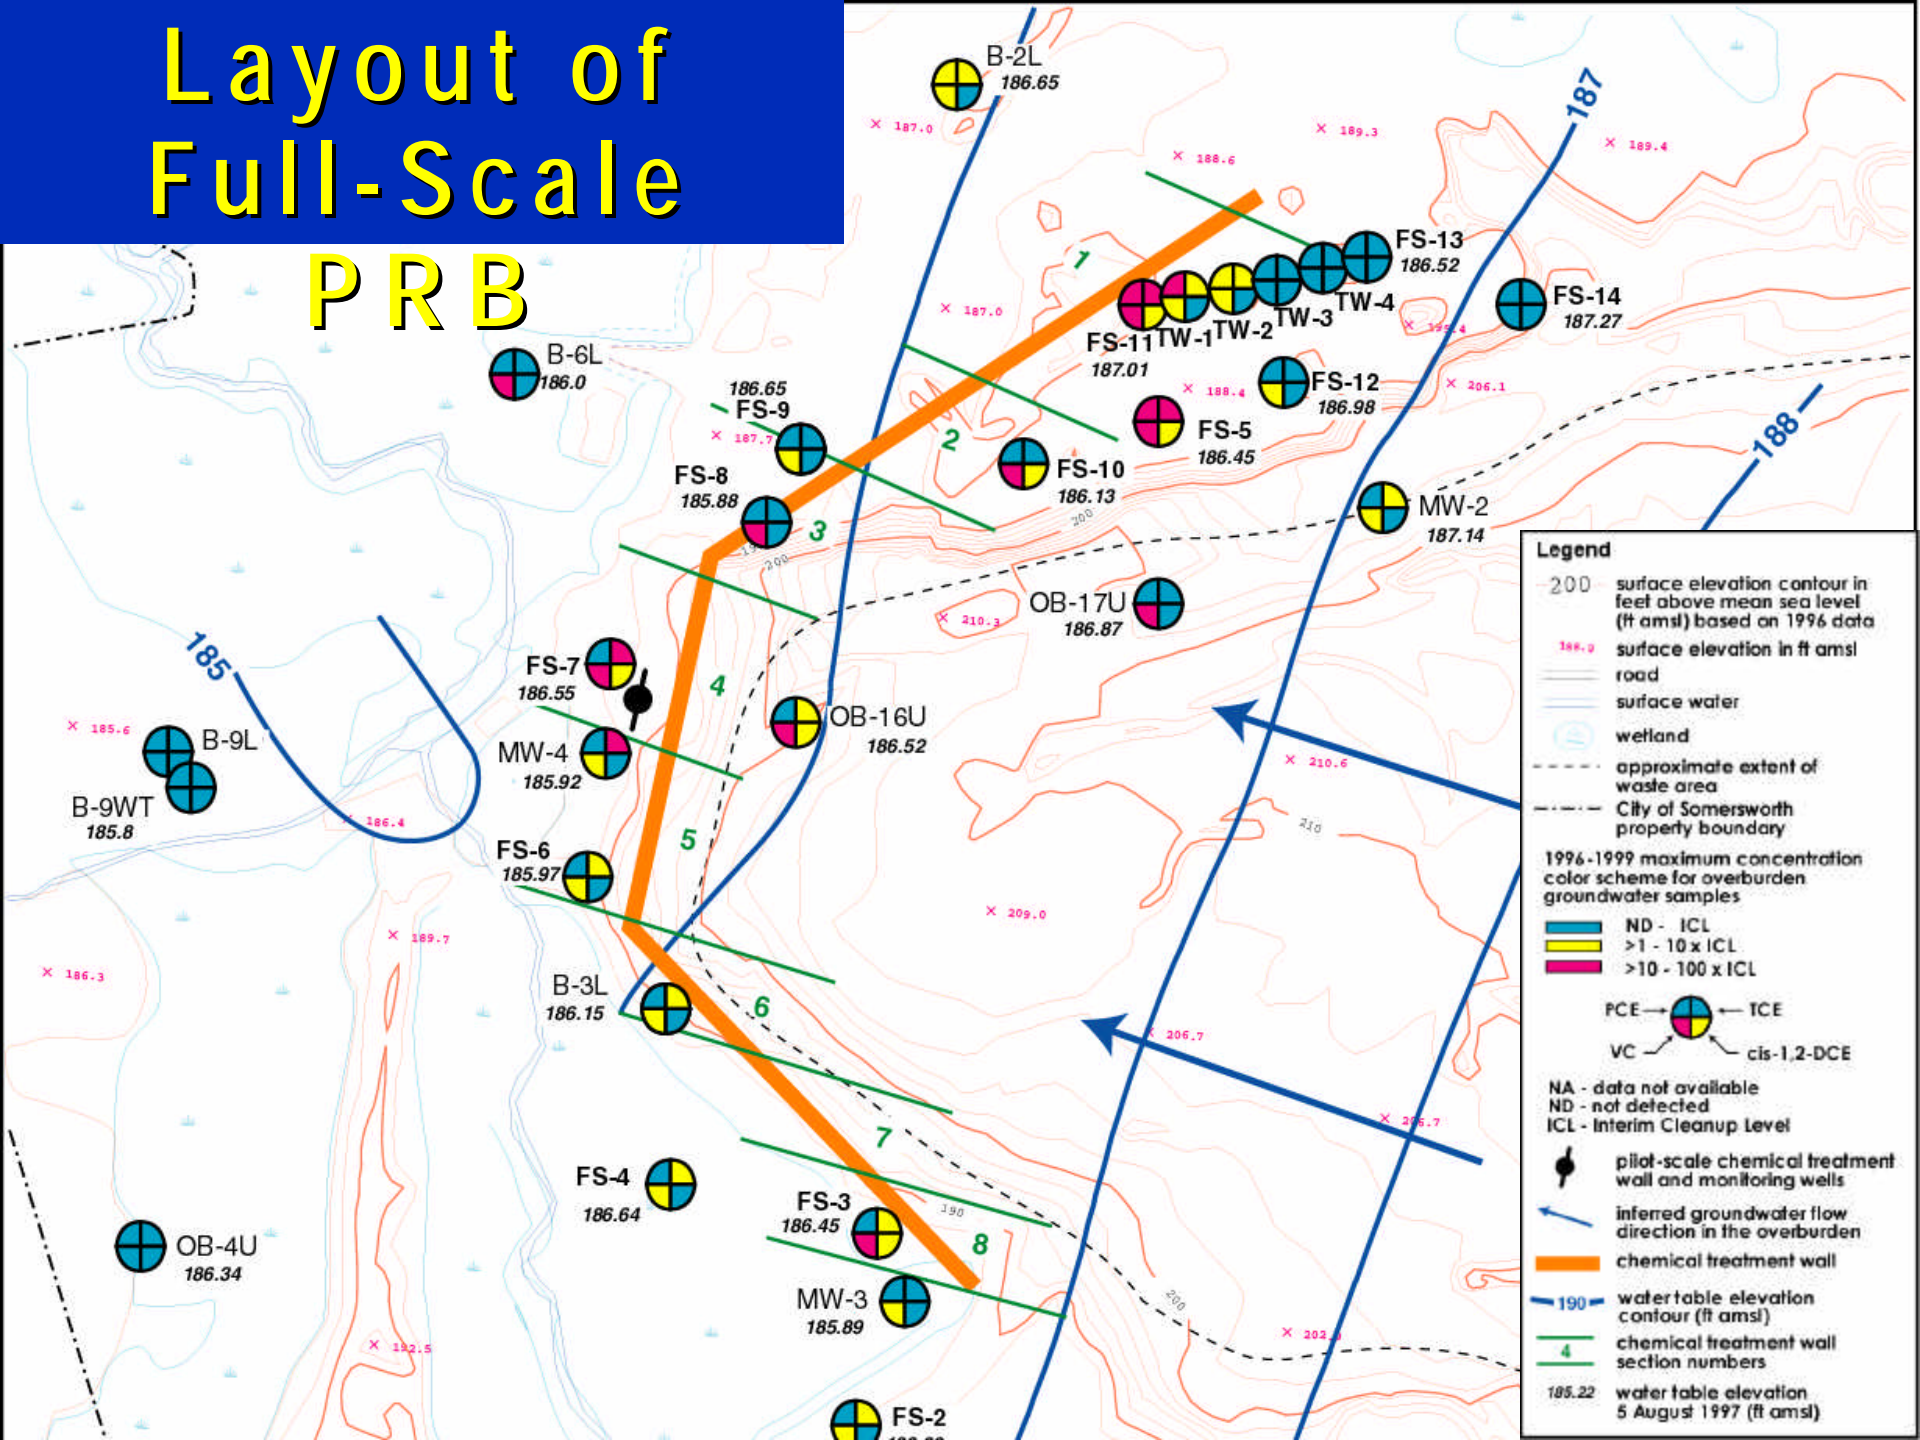 Layout of
Full-Scale
PRB
B-2L
186.65
187
187.0
189.3
189.4
188.6
1
FS-13
186.52
FS-14
187.27
TW-4
TW-3
TW-2
TW-1
FS-11
187.01
187.0
B-6L
186.0
186.65
FS-9
187.7
188.4
FS-12
186.98
206.1
188
FS-5
186.45
2
FS-10
186.13
FS-8
185.88
3
200
200
MW-2
187.14
OB-17U
186.87
210.3
185
FS-7
186.55
4
OB-16U
186.52
MW-4
185.92
185.6
B-9L
B-9WT
185.8
186.4
210.6
210
5
FS-6
185.97
209.0
189.7
186.3
B-3L
186.15
6
206.7
7
FS-4
186.64
FS-3
186.45
190
8
OB-4U
186.34
MW-3
185.89
200
192.5
FS-2
Legend
200 surface elevation contour in
feet above mean sea level
(ft amsl) based on 1996 data
surface elevation in ft amsl
road
surface water
wetland
approximate extent of
waste area
City of Somersworth
property boundary
1996-1999 maximum concentration
color scheme for overburden
groundwater samples
ND - ICL
>1 - 10 x ICL
>10 - 100 x ICL
PCE TCE
VC cis-1,2-DCE
NA - data not available
ND - not detected
ICL - Interim Cleanup Level
pilot-scale chemical treatment
wall and monitoring wells
inferred groundwater flow
direction in the overburden
chemical treatment wall
190 water table elevation
contour (ft amsl)
4 chemical treatment wall
section numbers
185.22 water table elevation
5 August 1997 (ft amsl)